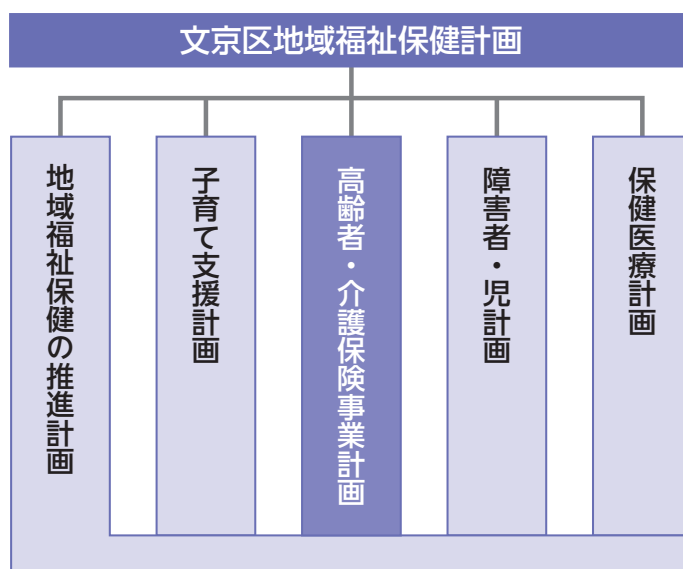 文京区地域福祉保健計画
地域福祉保健の推進計画
子育て支援計画
高齢者・介護保険事業計画
障害者・児計画
保健医療計画